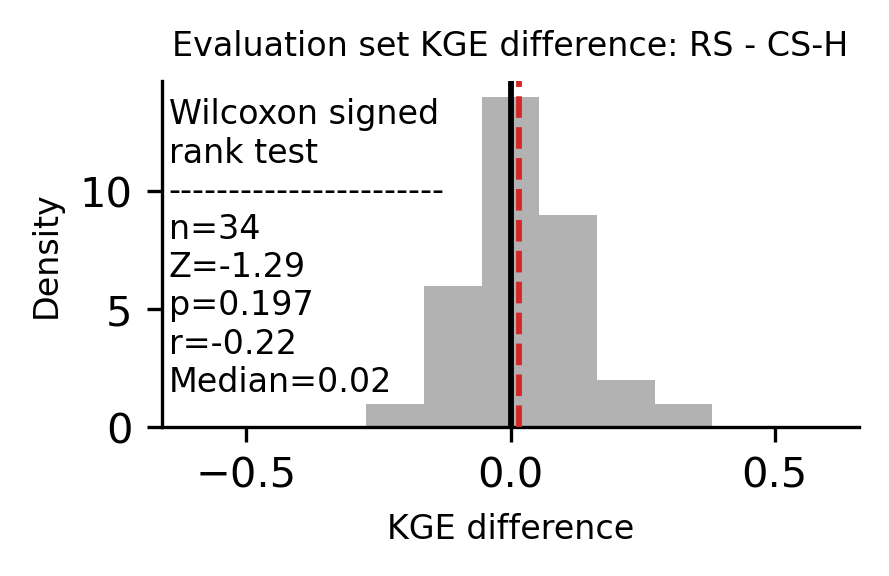 Evaluation set KGE difference: RS - CS-H
Wilcoxon signed
rank test
-----------------------
n=34
Z=-1.29
p=0.197
r=-0.22
Median=0.02
Density
10
5
0
−0.5
0.0
0.5
KGE difference